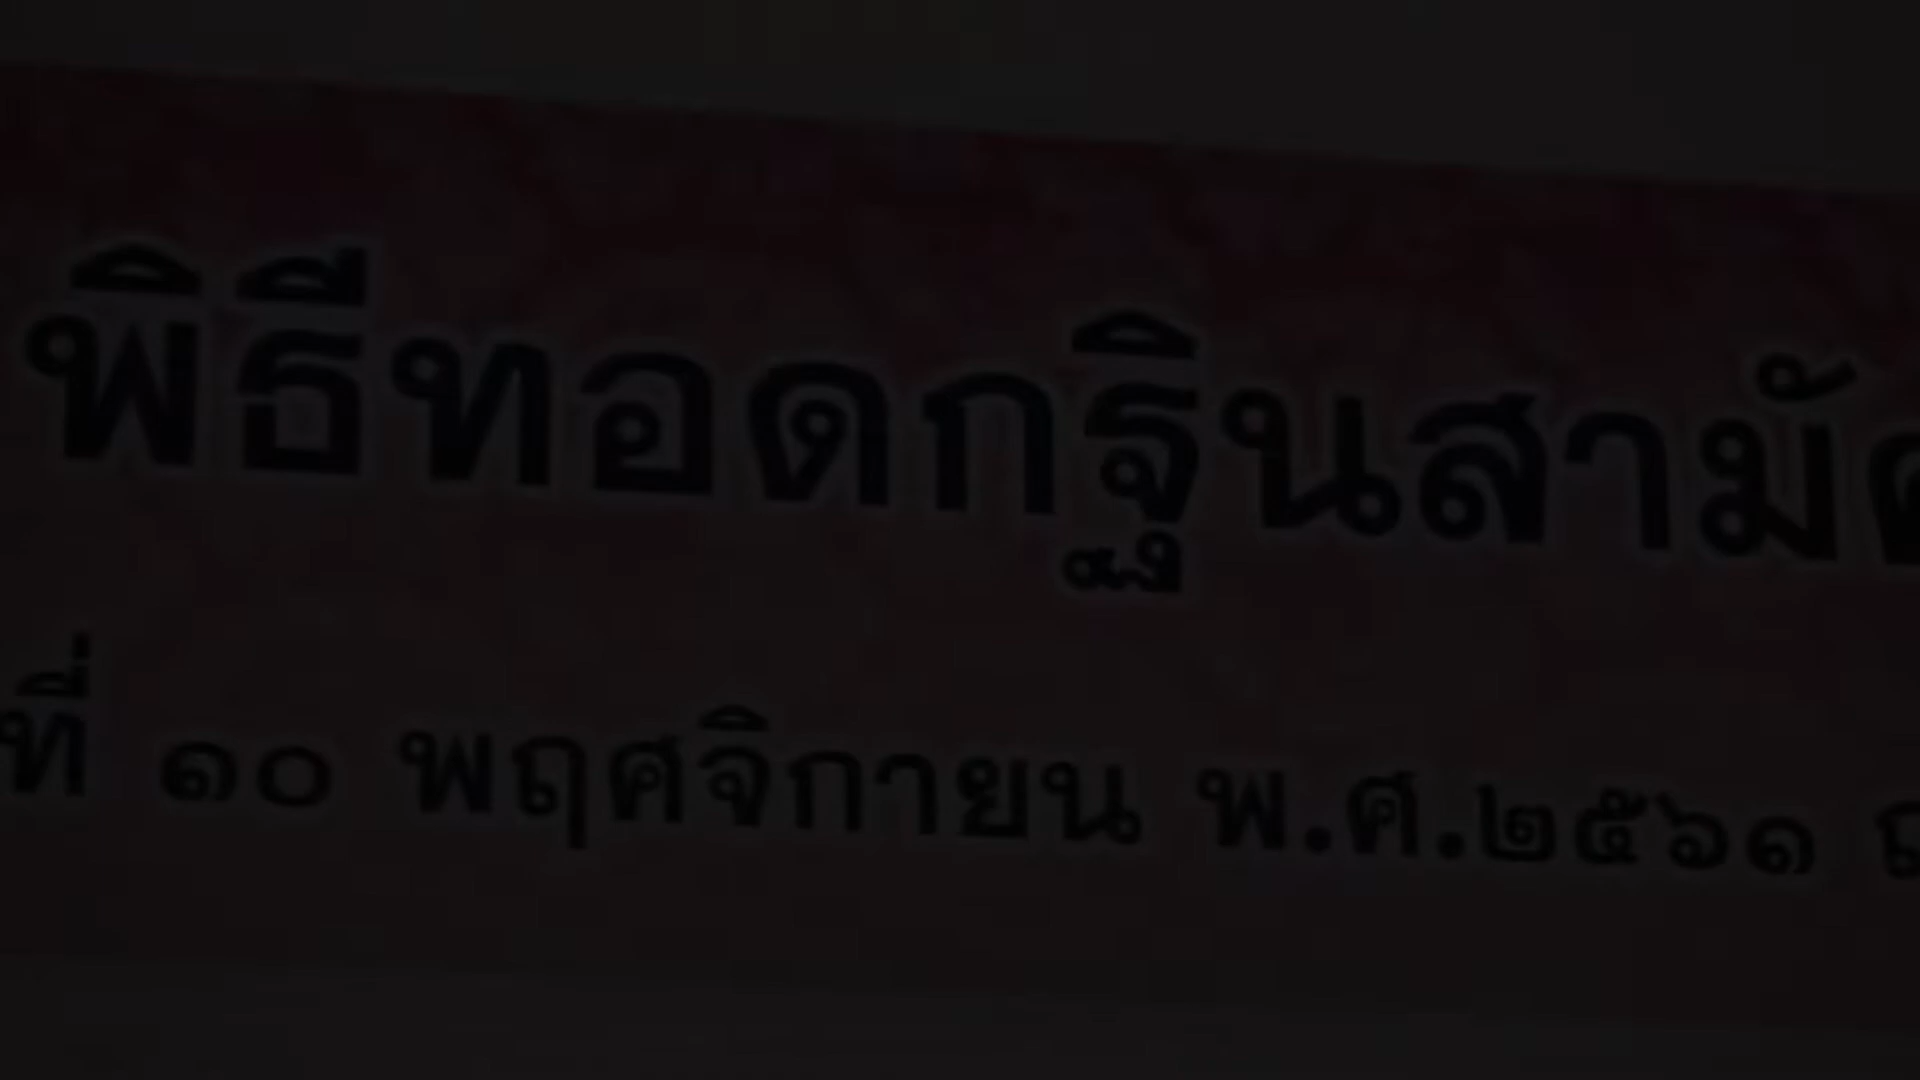 พิธีทอดกฐินสามัค
ที่ ๑๐ พฤศจิกายน พ.ศ.๒๕๖๑ ณ